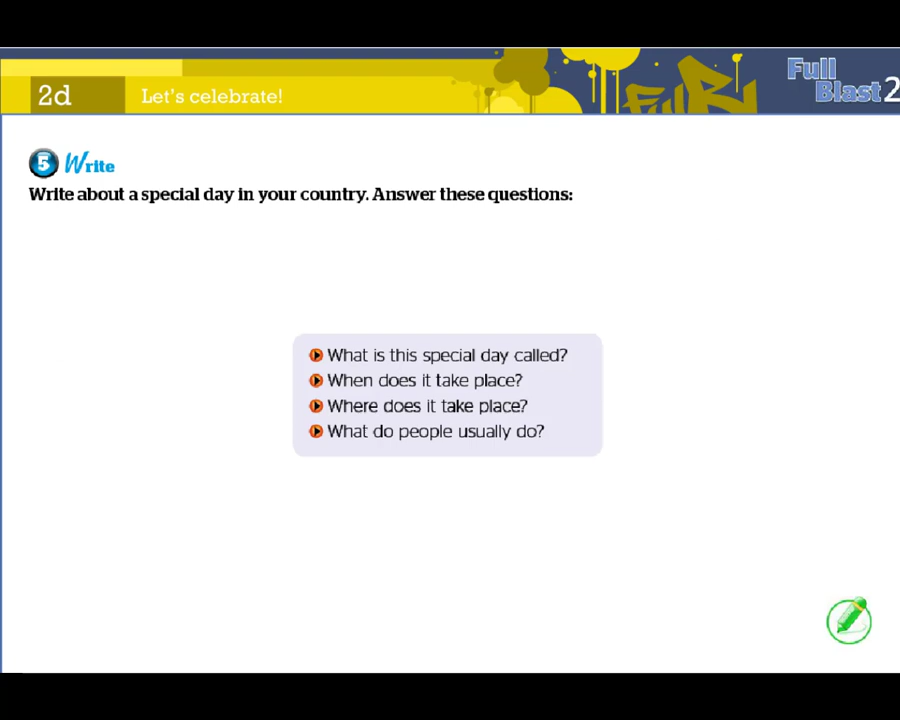 2d
Let's celebrate!
Full
Blast 2
5 Write
Write about a special day in your country. Answer these questions:
What is this special day called?
When does it take place?
Where does it take place?
What do people usually do?